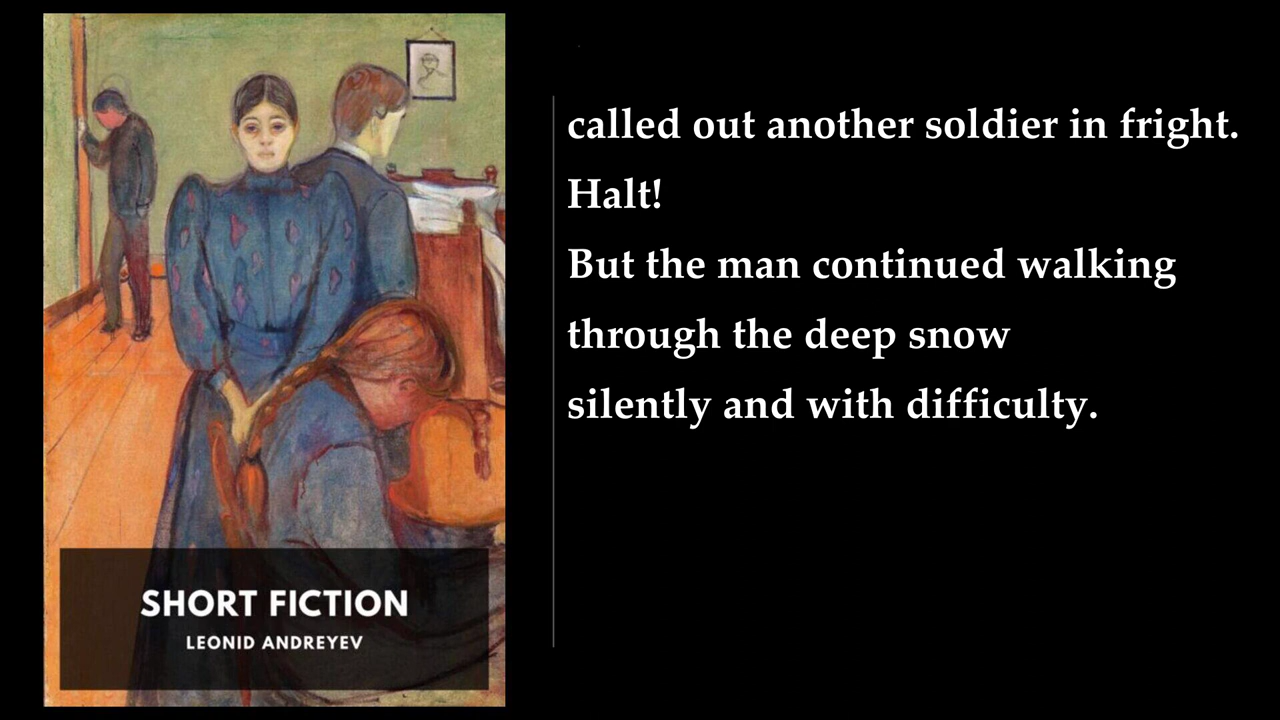 called out another soldier in fright.
Halt!
But the man continued walking
through the deep snow
silently and with difficulty.
SHORT FICTION
LEONID ANDREYEV